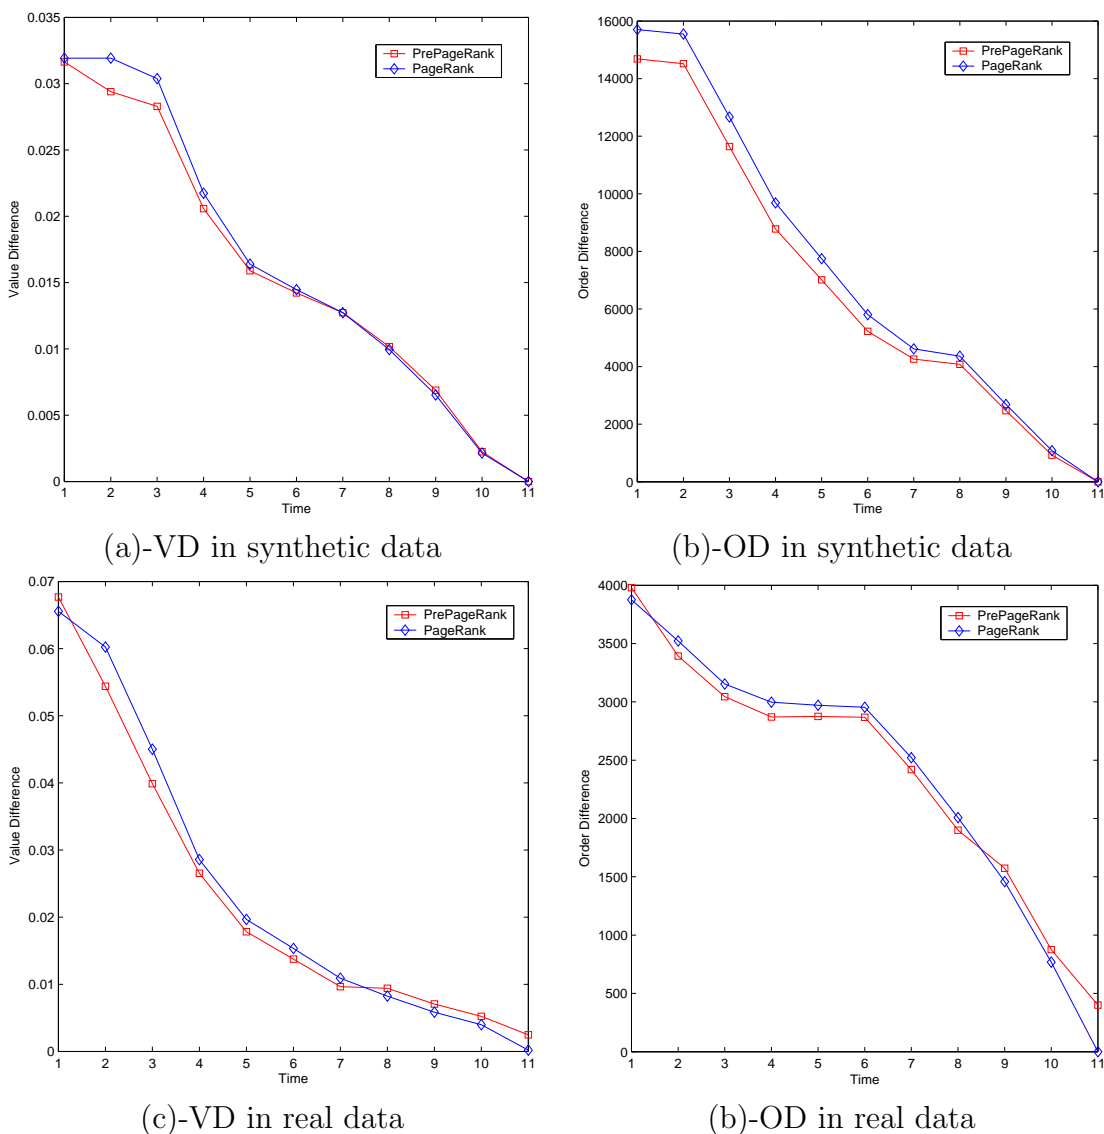 0.035
0.03
0.025
0.02
0.015
0.01
0.005
0
Value Difference
PrePageRank
PageRank
1 2 3 4 5 6 7 8 9 10 11
Time
(a)-VD in synthetic data
16000
14000
12000
10000
8000
6000
4000
2000
0
Order Difference
PrePageRank
PageRank
1 2 3 4 5 6 7 8 9 10 11
Time
(b)-OD in synthetic data
0.07
0.06
0.05
0.04
0.03
0.02
0.01
0
Value Difference
PrePageRank
PageRank
1 2 3 4 5 6 7 8 9 10 11
Time
(c)-VD in real data
4000
3500
3000
2500
2000
1500
1000
500
0
Order Difference
PrePageRank
PageRank
1 2 3 4 5 6 7 8 9 10 11
Time
(b)-OD in real data